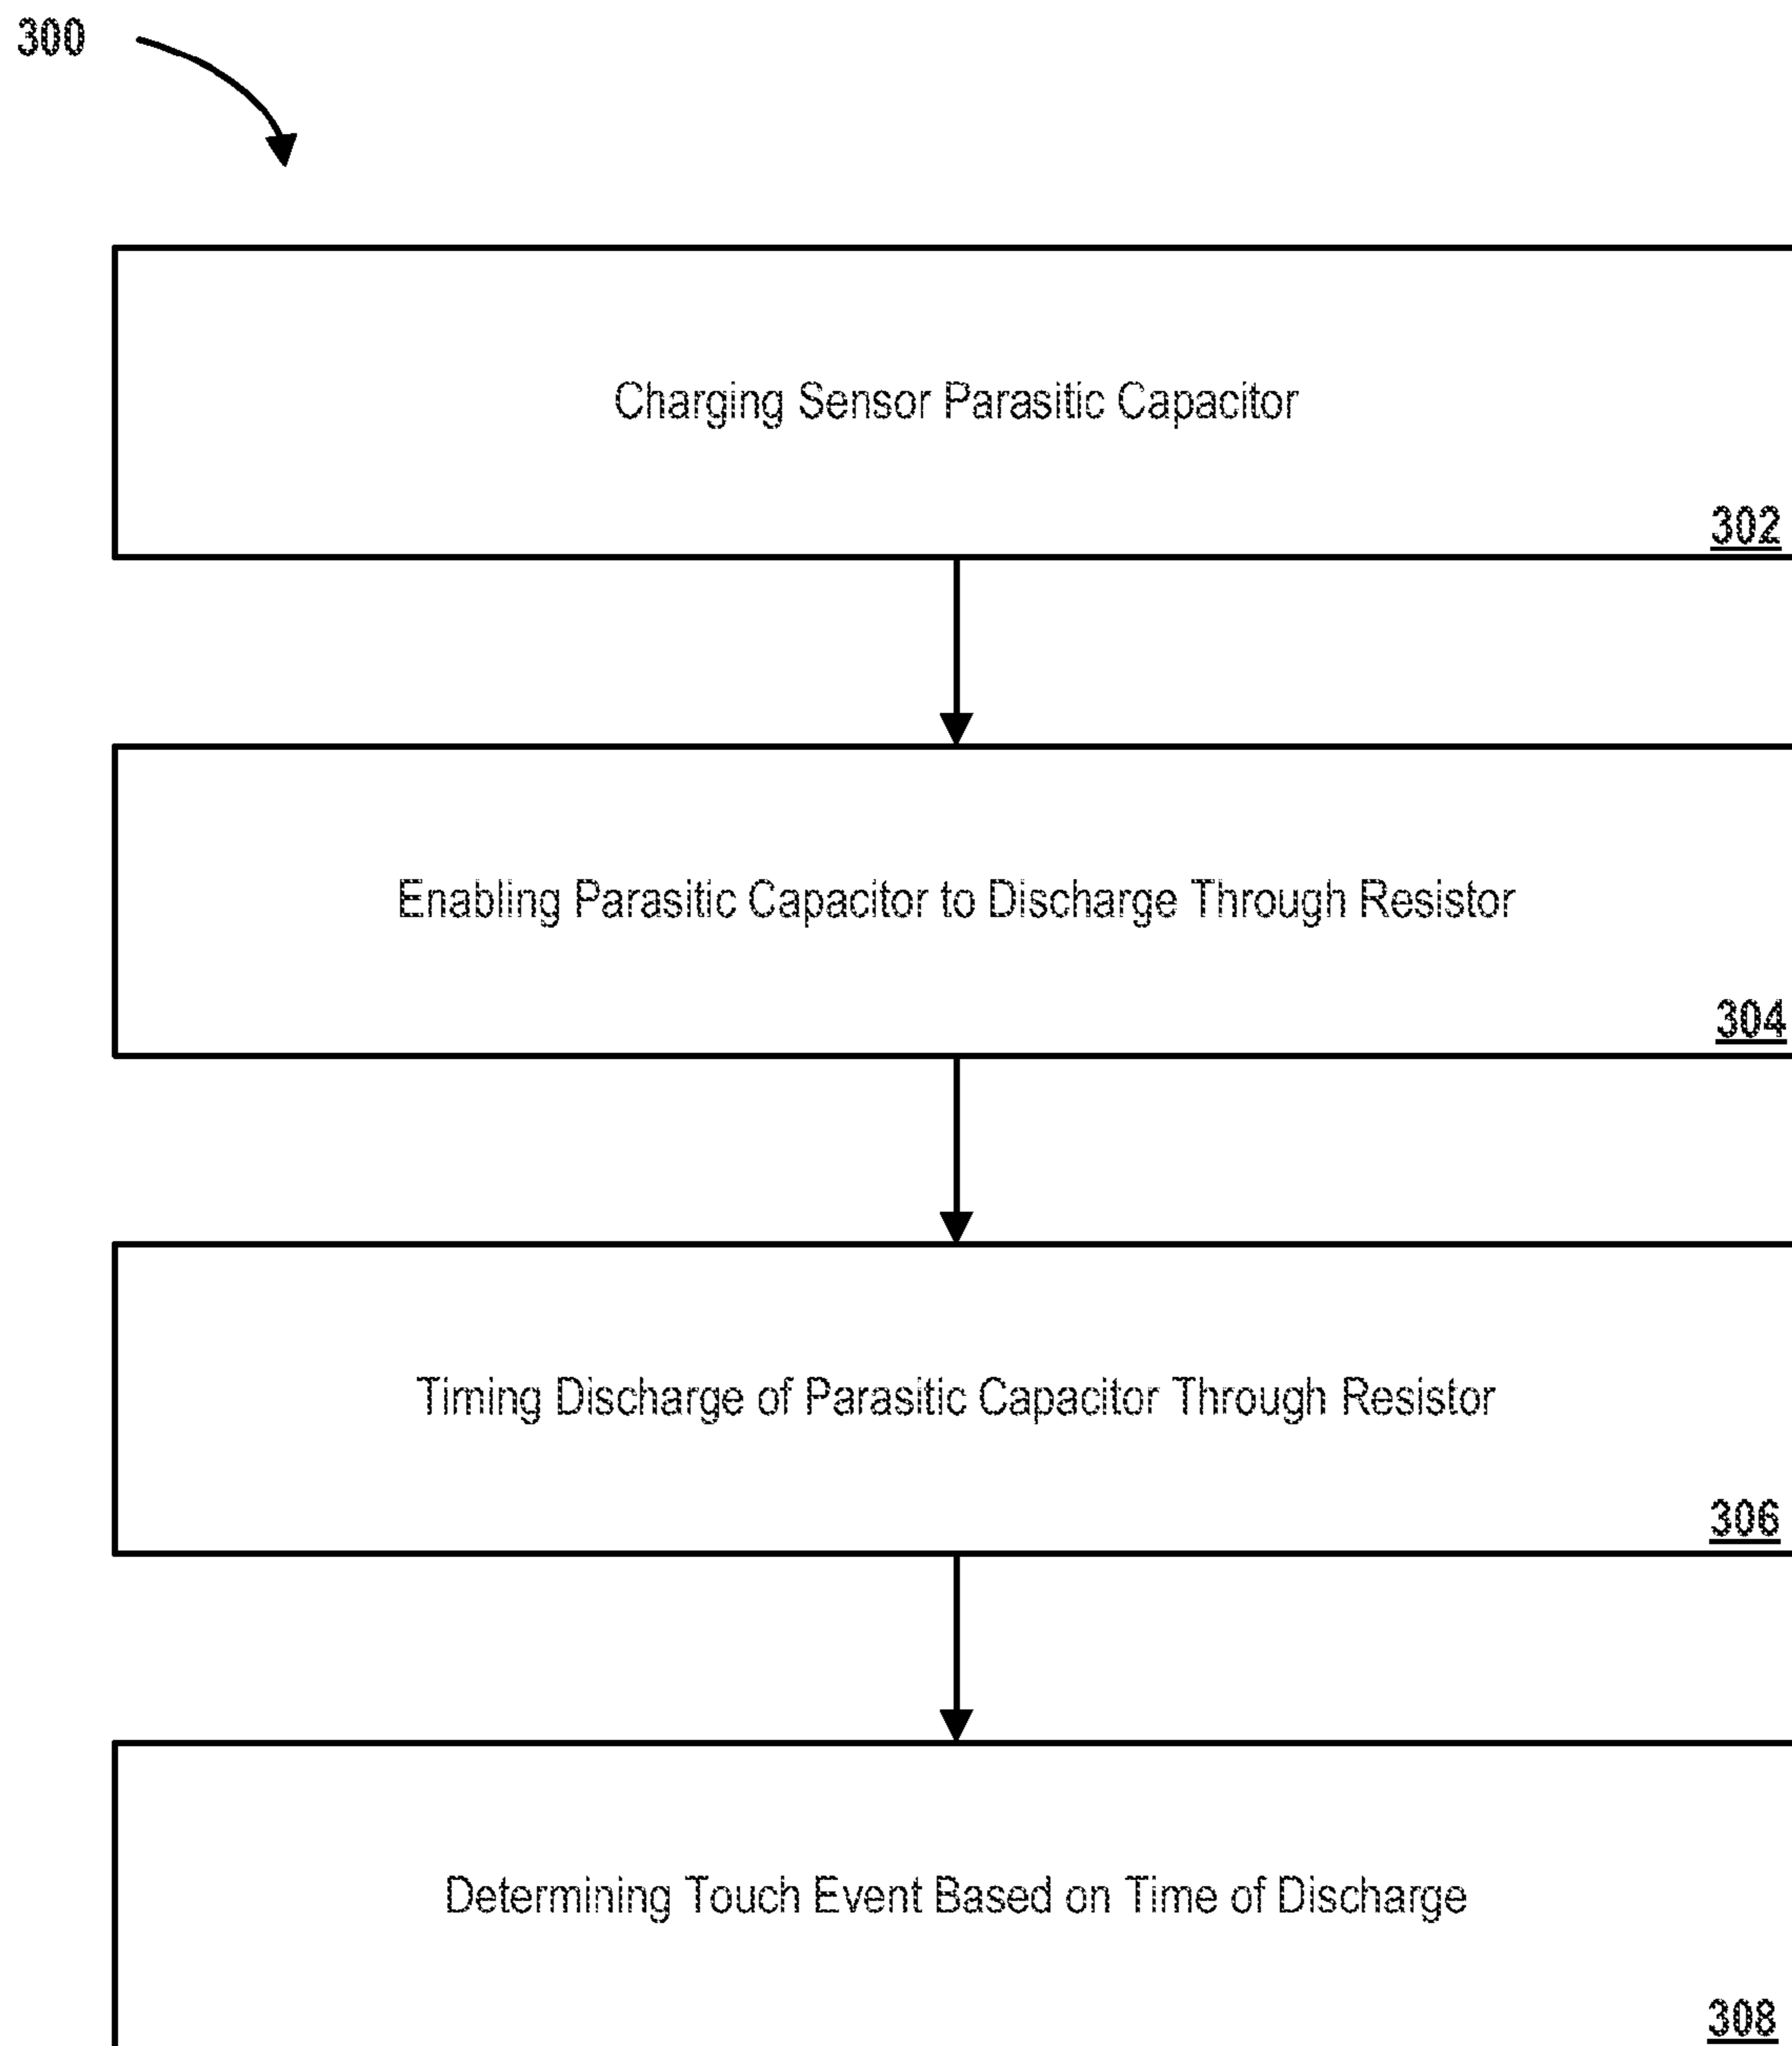 300
Charging Sensor Parasitic Capacitor
302
Enabling Parasitic Capacitor to Discharge Through Resistor
304
Timing Discharge of Parasitic Capacitor Through Resistor
306
Determining Touch Event Based on Time of Discharge
308